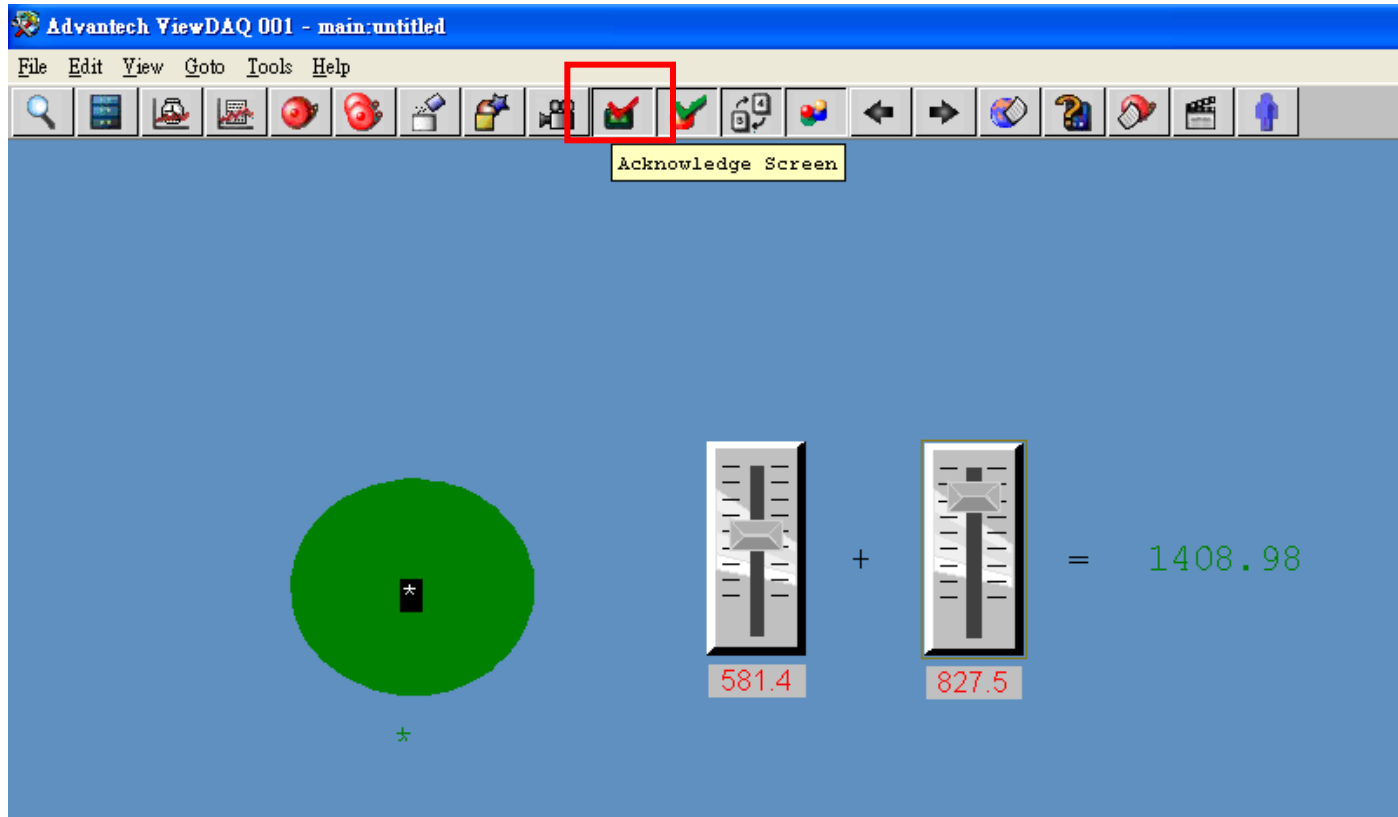 Advantech ViewDAQ 001 - main:untitled
File Edit View Goto Tools Help
Acknowledge Screen
*
+ = 1408.98
581.4 827.5
*